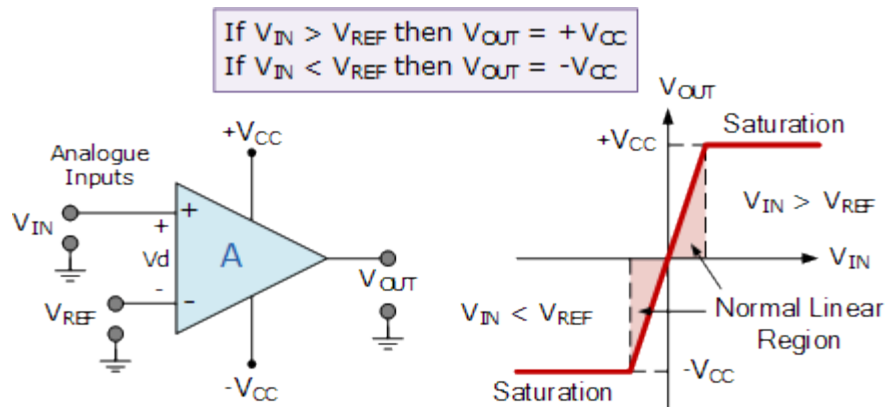 If VIN > VREF then VOUT = +VCC
If VIN < VREF then VOUT = -VCC
+VCC
Analogue
Inputs
VIN
+
+
Vd
A
-
-
VREF
VOUT
-VCC
VOUT
+VCC
Saturation
VIN > VREF
VIN
VIN < VREF
Normal Linear
Region
-VCC
Saturation